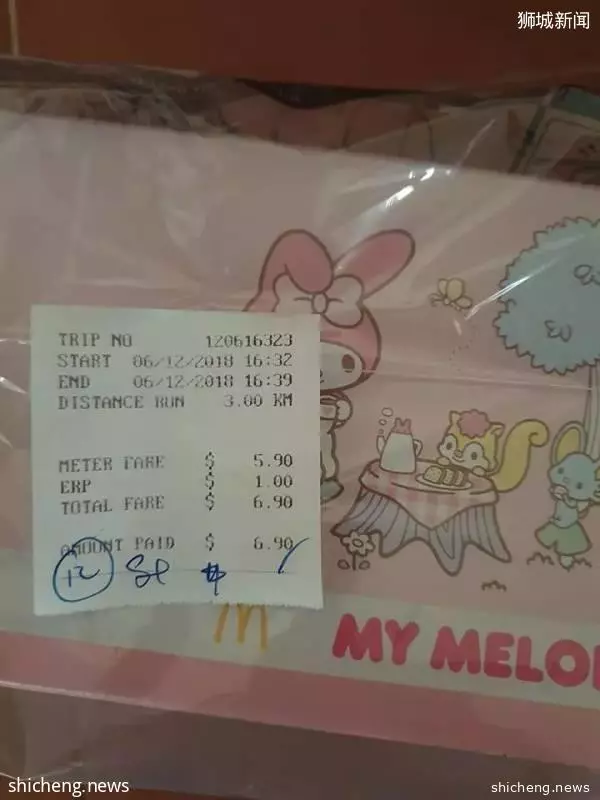 狮城新闻
TRIP NO 120616323
START 06/12/2018 16:32
END 06/12/2018 16:39
DISTANCE RUN 3.00 KM
METER FARE $ 5.90
ERP $ 1.00
TOTAL FARE $ 6.90
AMOUNT PAID $ 6.90
12
MY MELO
shicheng.news
shicheng.news